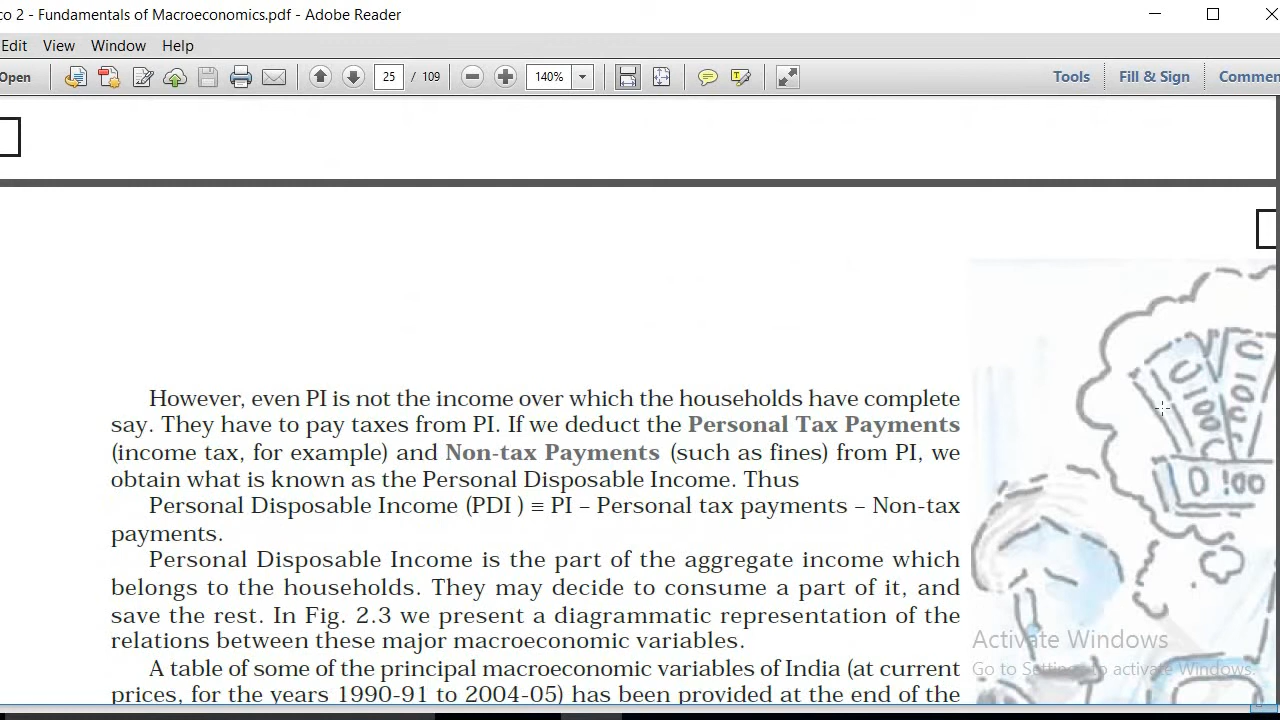 co 2 - Fundamentals of Macroeconomics.pdf - Adobe Reader
Edit View Window Help
Open 25 / 109 140% Tools Fill & Sign Commen
However, even PI is not the income over which the households have complete
say. They have to pay taxes from PI. If we deduct the Personal Tax Payments
(income tax, for example) and Non-tax Payments (such as fines) from PI, we
obtain what is known as the Personal Disposable Income. Thus
Personal Disposable Income (PDI ) ≡ PI – Personal tax payments – Non-tax
payments.
Personal Disposable Income is the part of the aggregate income which
belongs to the households. They may decide to consume a part of it, and
save the rest. In Fig. 2.3 we present a diagrammatic representation of the
relations between these major macroeconomic variables.
A table of some of the principal macroeconomic variables of India (at current
prices, for the years 1990-91 to 2004-05) has been provided at the end of the
Activate Windows
Go to Settings to activate Windows.